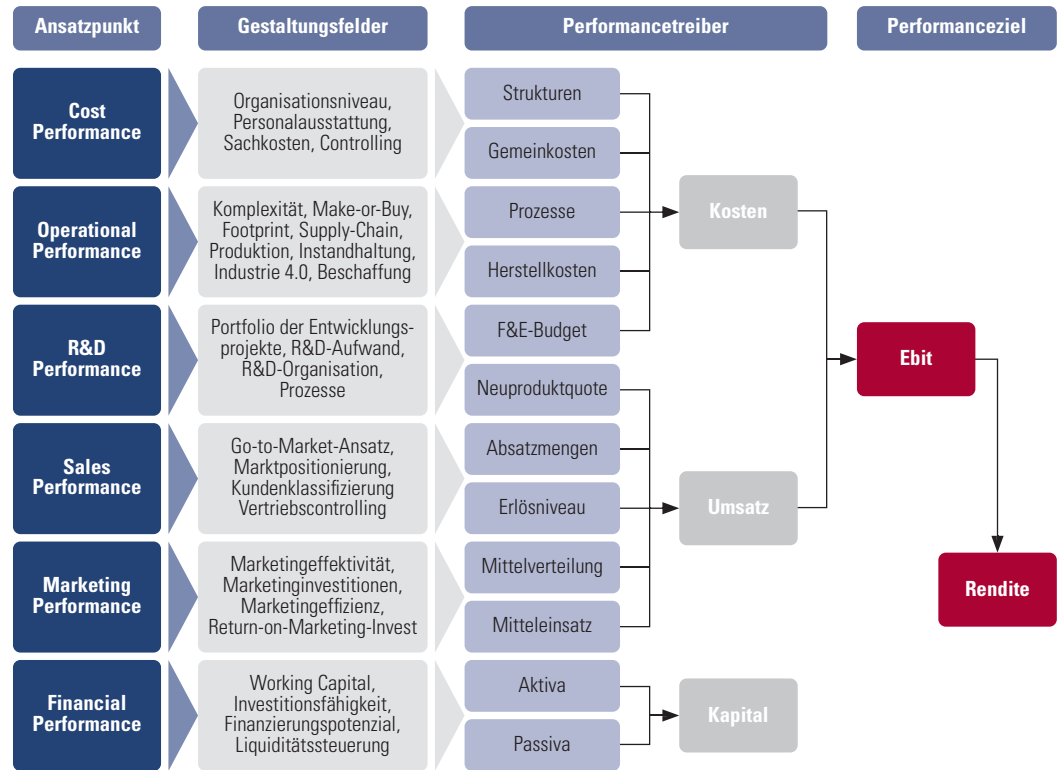 Ansatzpunkt
Gestaltungsfelder
Performancetreiber
Performanceziel
Cost
Performance
Organisationsniveau,
Personalausstattung,
Sachkosten, Controlling
Strukturen
Gemeinkosten
Operational
Performance
Komplexität, Make-or-Buy,
Footprint, Supply-Chain,
Produktion, Instandhaltung,
Industrie 4.0, Beschaffung
Prozesse
Herstellkosten
Kosten
R&D
Performance
Portfolio der Entwicklungs-
projekte, R&D-Aufwand,
R&D-Organisation,
Prozesse
F&E-Budget
Neuproduktquote
Ebit
Sales
Performance
Go-to-Market-Ansatz,
Marktpositionierung,
Kundenklassifizierung
Vertriebscontrolling
Absatzmengen
Erlösniveau
Umsatz
Marketing
Performance
Marketingeffektivität,
Marketinginvestitionen,
Marketingeffizienz,
Return-on-Marketing-Invest
Mittelverteilung
Mitteleinsatz
Rendite
Financial
Performance
Working Capital,
Investitionsfähigkeit,
Finanzierungspotenzial,
Liquiditätssteuerung
Aktiva
Passiva
Kapital